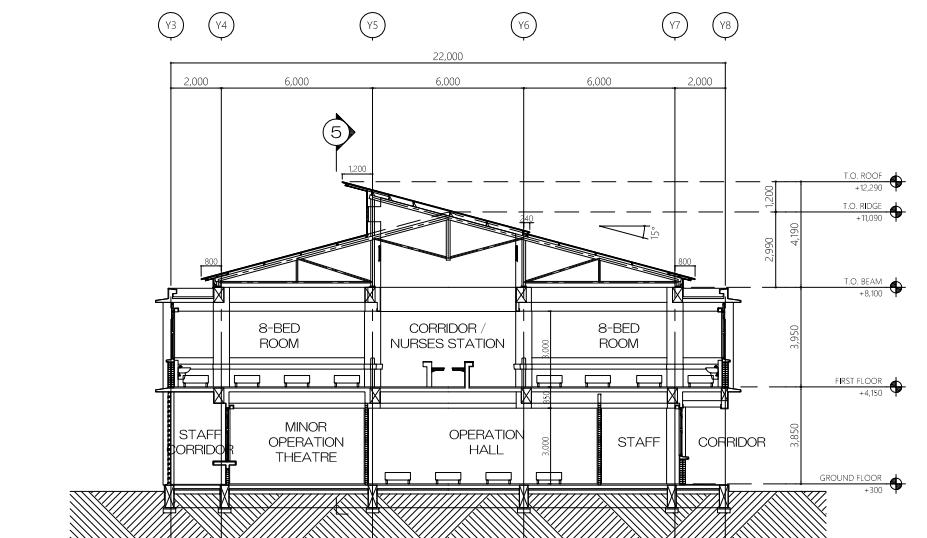 Y3 Y4 Y5 Y6 Y7 Y8
22,000
2,000 6,000 6,000 6,000 2,000
5
1,200
T.O. ROOF
+12,290
1,200
T.O. RIDGE
+11,090
240
15°
4,190
2,990
800 800
T.O. BEAM
+8,100
8-BED
ROOM
CORRIDOR /
NURSES STATION
8-BED
ROOM
3,000
3,950
FIRST FLOOR
+4,150
850
STAFF
CORRIDOR
MINOR
OPERATION
THEATRE
OPERATION
HALL
3,000
STAFF
CORRIDOR
3,850
GROUND FLOOR
+300